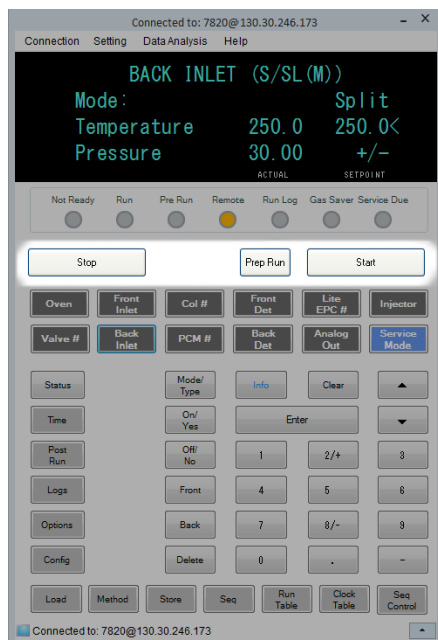 Connected to: 7820@130.30.246.173 – X
Connection Setting Data Analysis Help
BACK INLET (S/SL(M))
Mode: Split
Temperature 250.0 250.0<
Pressure 30.00 +/–
ACTUAL SETPOINT
Not Ready Run Pre Run Remote Run Log Gas Saver Service Due
Stop Prep Run Start
Oven Front Inlet Col # Front Det Lite EPC # Injector
Valve # Back Inlet PCM # Back Det Analog Out Service Mode
Status Mode/ Type Info Clear
Time On/ Yes Enter
Post Run Off/ No 1 2/+ 3
Logs Front 4 5 6
Options Back 7 8/- 9
Config Delete 0 . -
Load Method Store Seq Run Table Clock Table Seq Control
Connected to: 7820@130.30.246.173